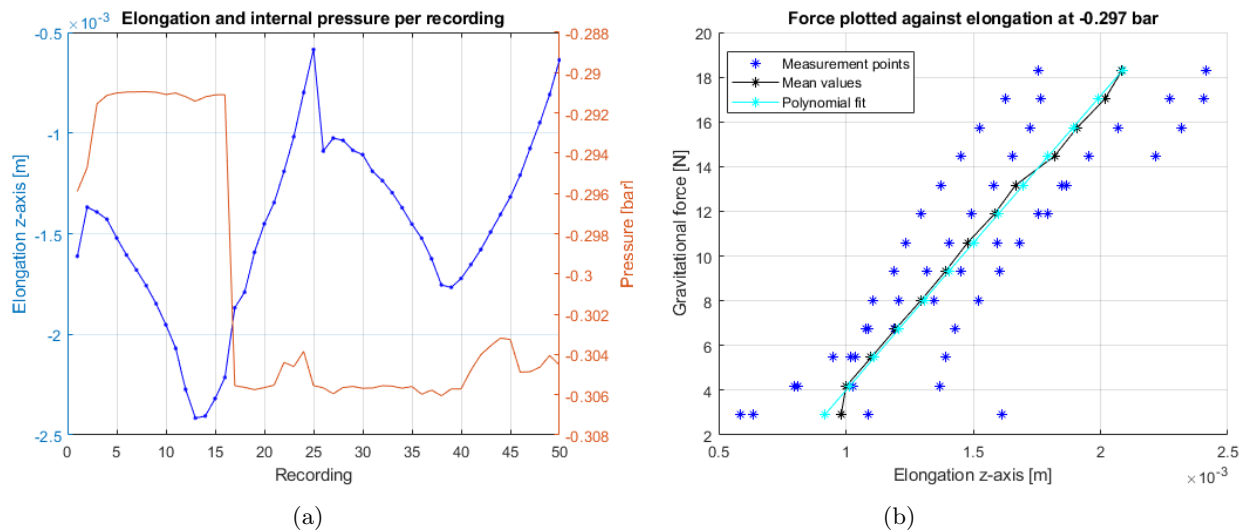 Elongation and internal pressure per recording
×10⁻³
-0.5
-1
-1.5
-2
-2.5
Elongation z-axis [m]
0 5 10 15 20 25 30 35 40 45 50
Recording
-0.288
-0.29
-0.292
-0.294
-0.296
-0.298
-0.3
-0.302
-0.304
-0.306
-0.308
Pressure [bar]
(a)
Force plotted against elongation at -0.297 bar
20
18
16
14
12
10
8
6
4
2
Gravitational force [N]
Measurement points
Mean values
Polynomial fit
0.5 1 1.5 2 2.5
Elongation z-axis [m]
×10⁻³
(b)